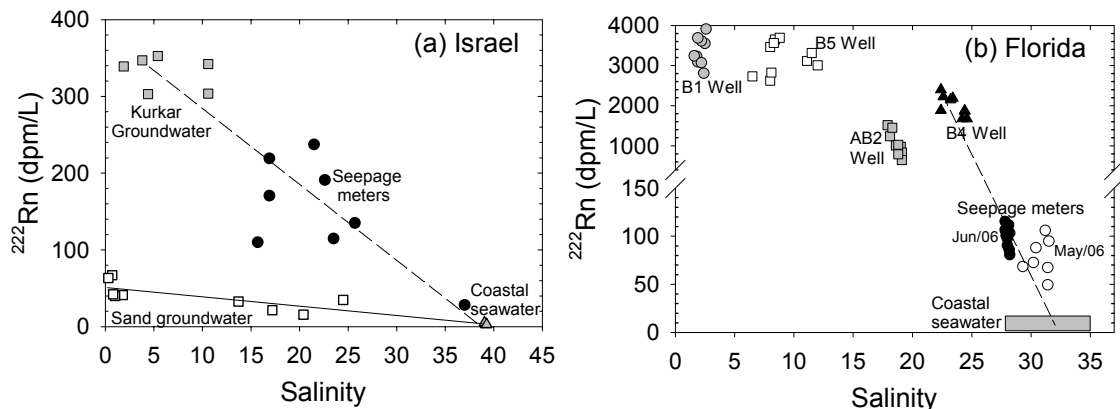 (a) Israel
400
300
200
100
0
²²²Rn (dpm/L)
Kurkar
Groundwater
Seepage
meters
Sand groundwater
Coastal
seawater
0 5 10 15 20 25 30 35 40 45
Salinity
(b) Florida
4000
3000
2000
1000
150
100
50
0
²²²Rn (dpm/L)
B1 Well
B5 Well
AB2
Well
B4 Well
Seepage meters
Jun/06
May/06
Coastal
seawater
0 5 10 15 20 25 30 35 40
Salinity